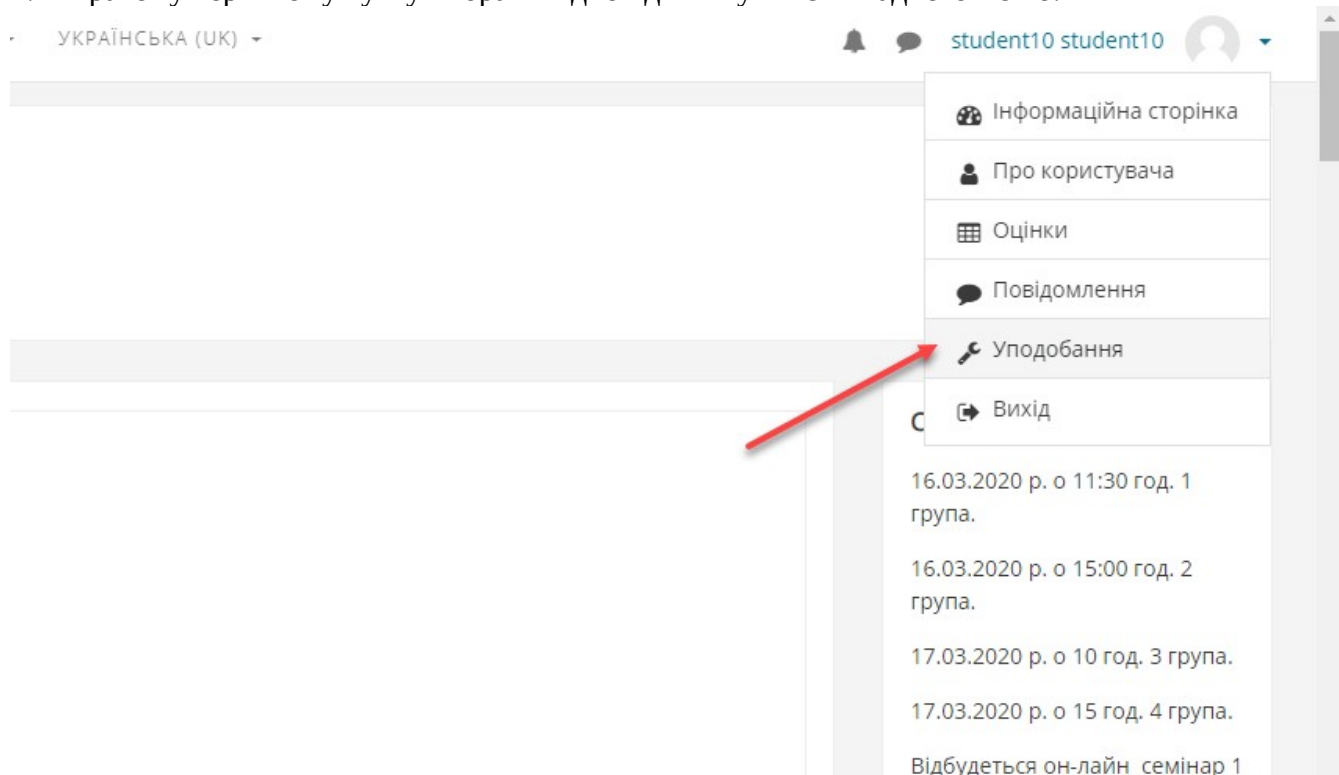 УКРАЇНСЬКА (UK)
student10 student10
Інформаційна сторінка
Про користувача
Оцінки
Повідомлення
Уподобання
Вихід
16.03.2020 р. о 11:30 год. 1
група.
16.03.2020 р. о 15:00 год. 2
група.
17.03.2020 р. о 10 год. 3 група.
17.03.2020 р. о 15 год. 4 група.
Відбудеться он-лайн семінар 1